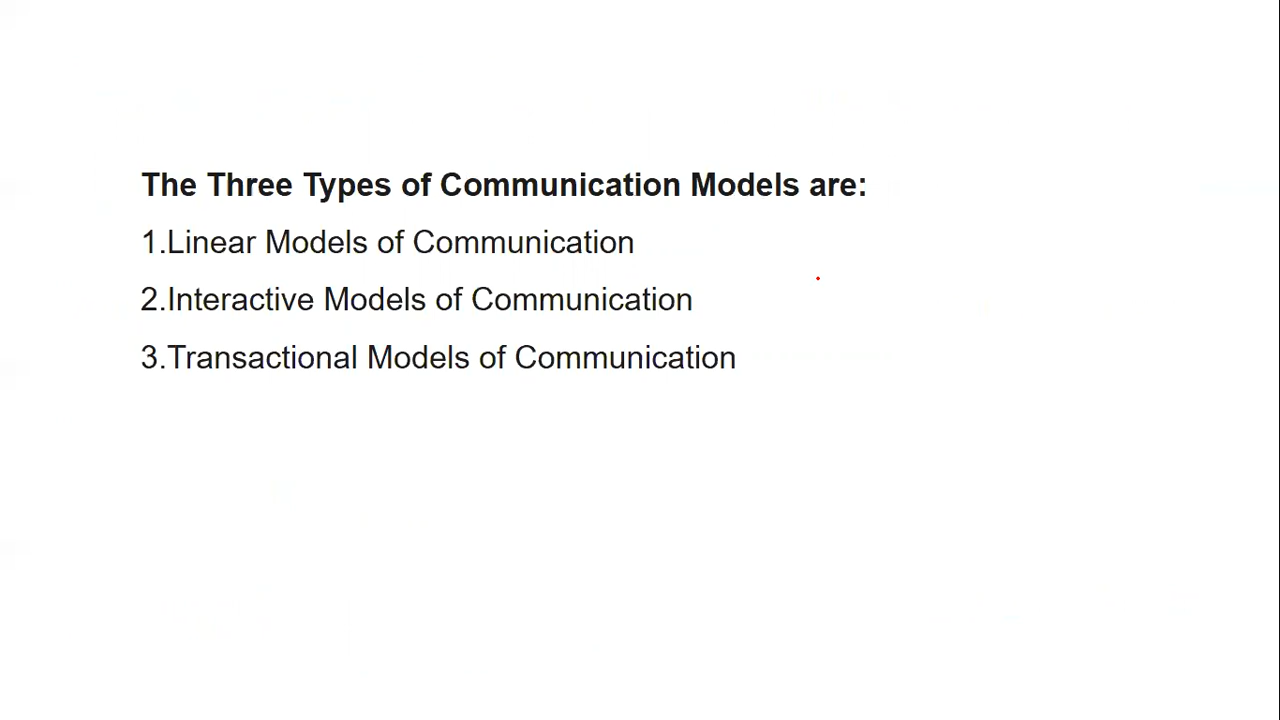 The Three Types of Communication Models are:
1.Linear Models of Communication
2.Interactive Models of Communication
3.Transactional Models of Communication